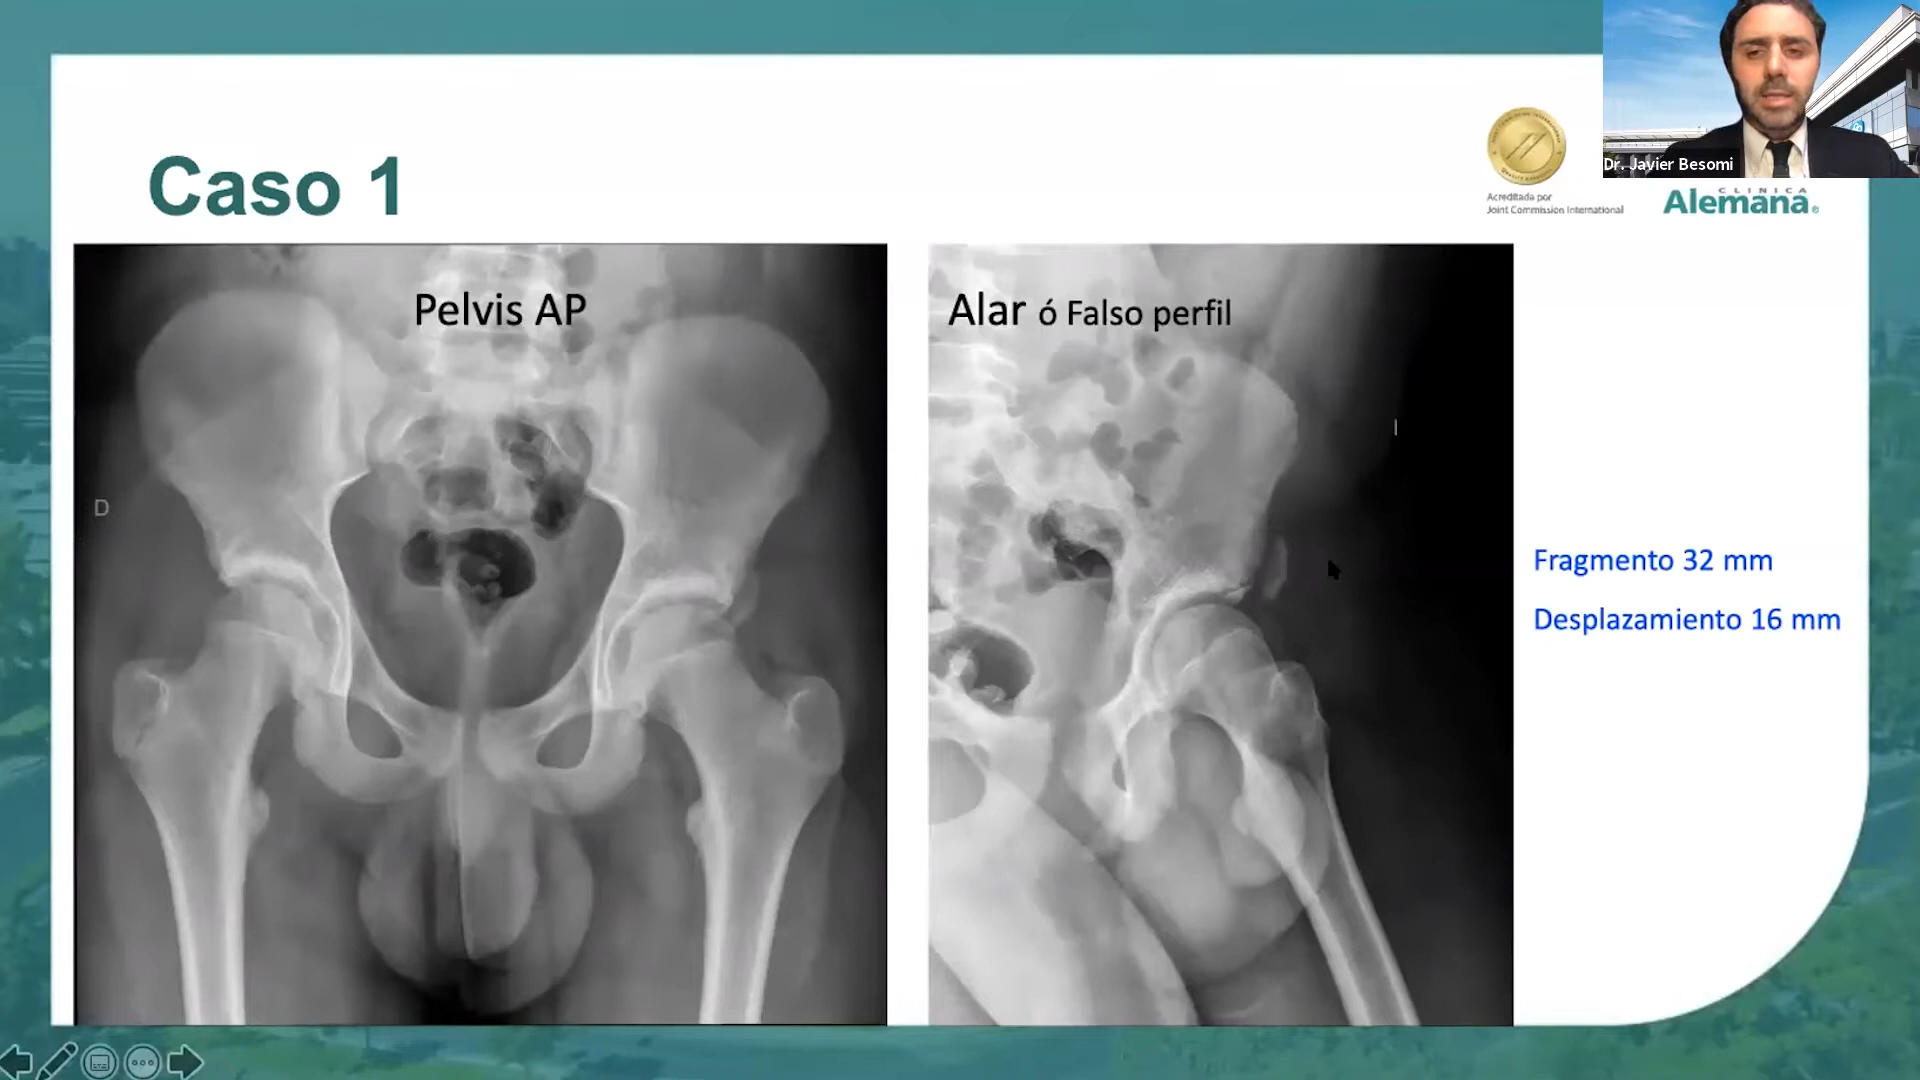 Caso 1
Acreditada por
Joint Commission International
CLINICA
Alemana®
Dr. Javier Besomi
Pelvis AP
D
Alar ó Falso perfil
I
Fragmento 32 mm
Desplazamiento 16 mm